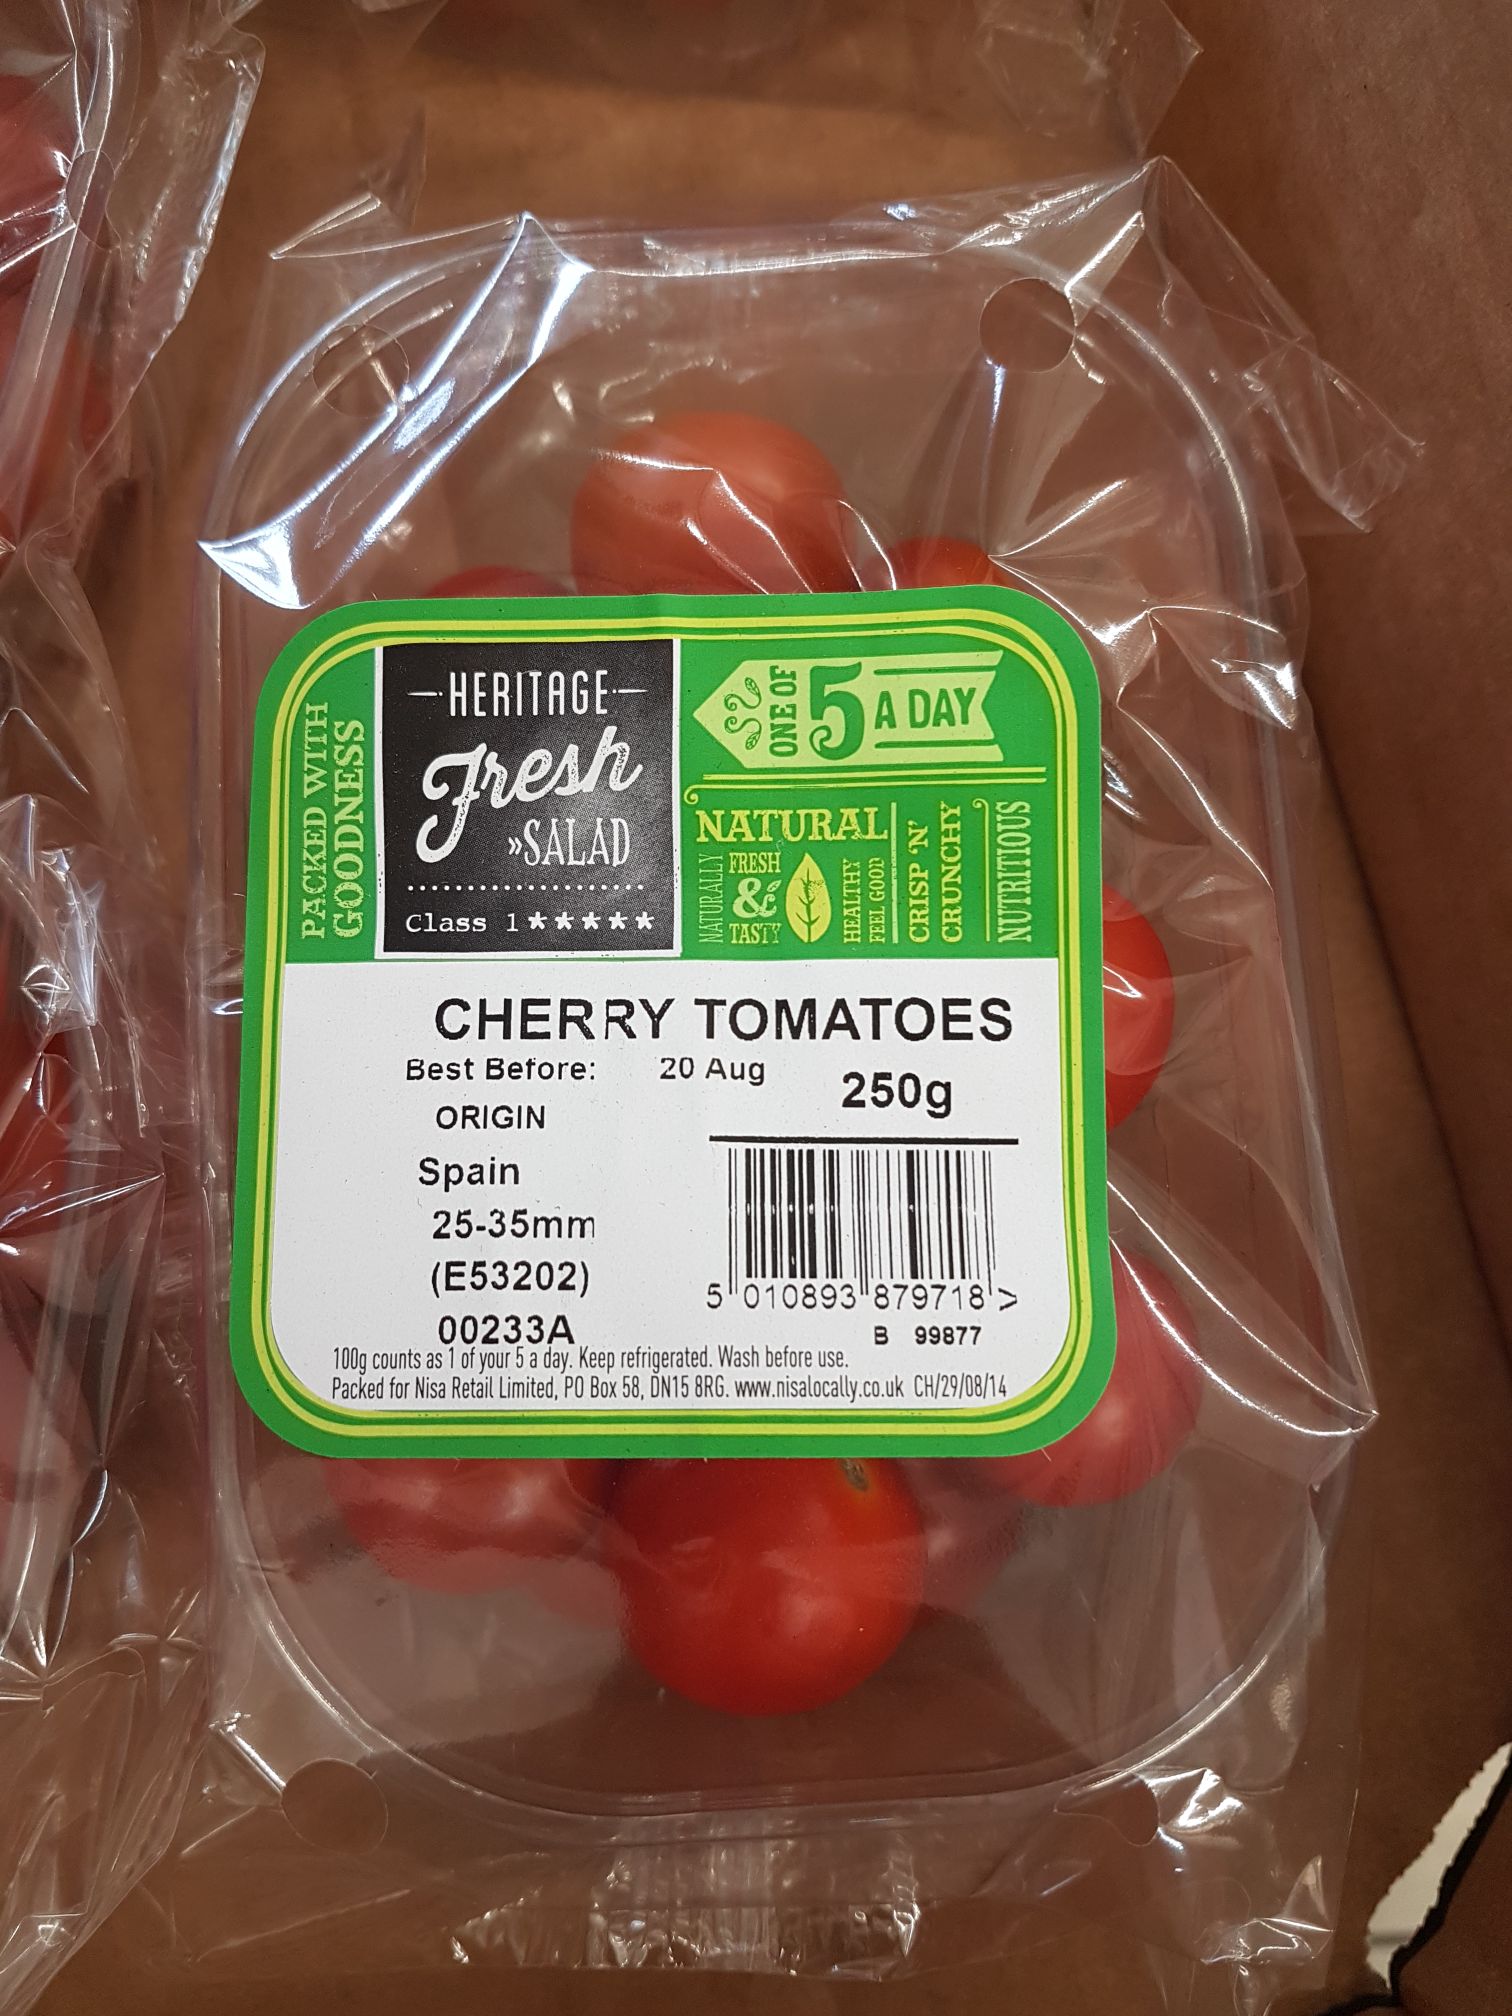 PACKED WITH
GOODNESS
HERITAGE
Fresh
»SALAD
Class 1 ★★★★★
ONE OF
5 A DAY
NATURAL
NATURALLY
FRESH
&
TASTY
HEALTHY
FEEL GOOD
CRISP 'N'
CRUNCHY
NUTRITIOUS
CHERRY TOMATOES
Best Before: 20 Aug
250g
ORIGIN
Spain
25-35mm
(E53202)
00233A
5 010893 879718 >
B 99877
100g counts as 1 of your 5 a day. Keep refrigerated. Wash before use.
Packed for Nisa Retail Limited, PO Box 58, DN15 8RG. www.nisalocally.co.uk CH/29/08/14